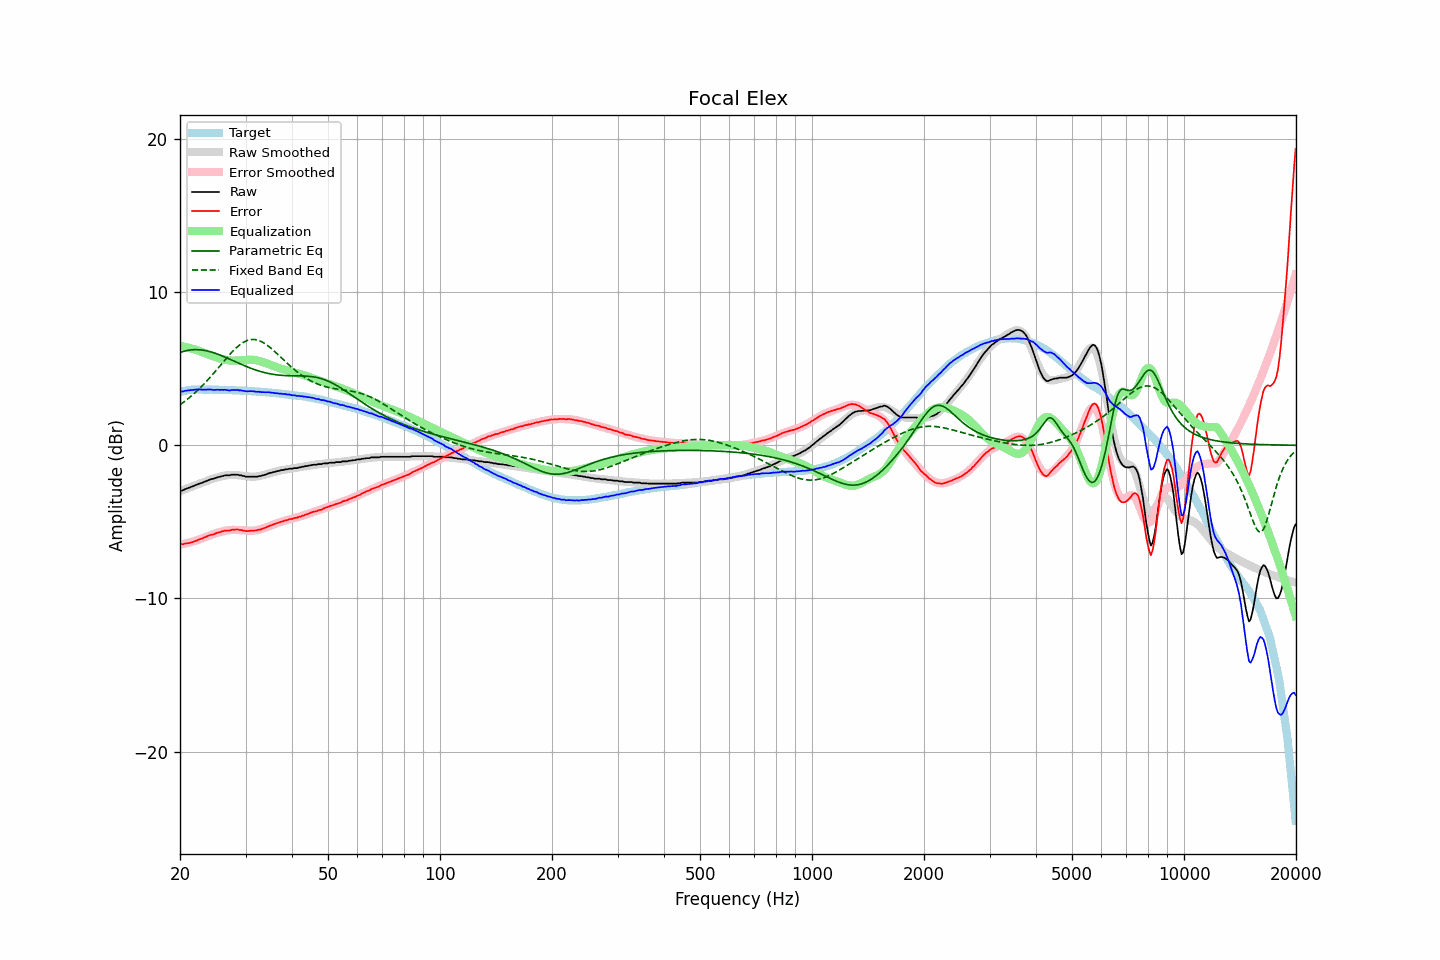 Focal Elex
Target
Raw Smoothed
Error Smoothed
Raw
Error
Equalization
Parametric Eq
Fixed Band Eq
Equalized
20
10
0
−10
−20
Amplitude (dBr)
20
50
100
200
500
1000
2000
5000
10000
20000
Frequency (Hz)